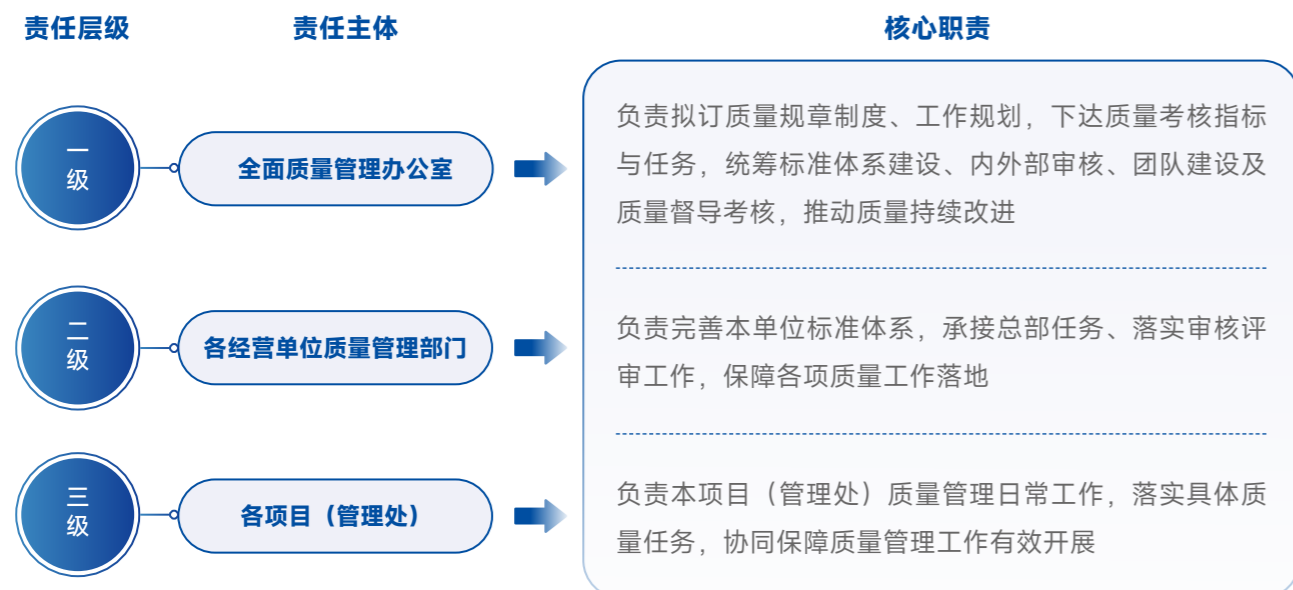 责任层级 责任主体 核心职责
一级
全面质量管理办公室
负责拟订质量规章制度、工作规划，下达质量考核指标
与任务，统筹标准体系建设、内外部审核、团队建设及
质量督导考核，推动质量持续改进
二级
各经营单位质量管理部门
负责完善本单位标准体系，承接总部任务、落实审核评
审工作，保障各项质量工作落地
三级
各项目（管理处）
负责本项目（管理处）质量管理日常工作，落实具体质
量任务，协同保障质量管理工作有效开展